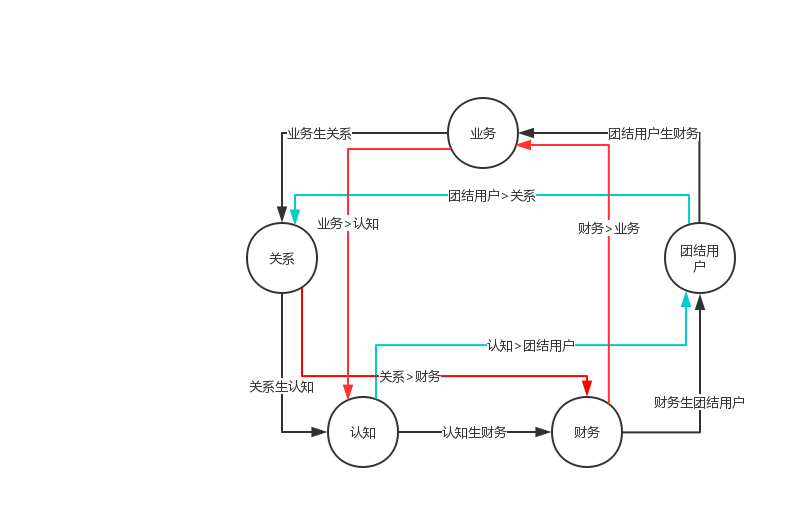 业务
业务生关系
团结用户生财务
团结用户>关系
业务>认知
财务>业务
关系
团结用
户
认知>团结用户
关系>财务
关系生认知
财务生团结用户
认知
认知生财务
财务